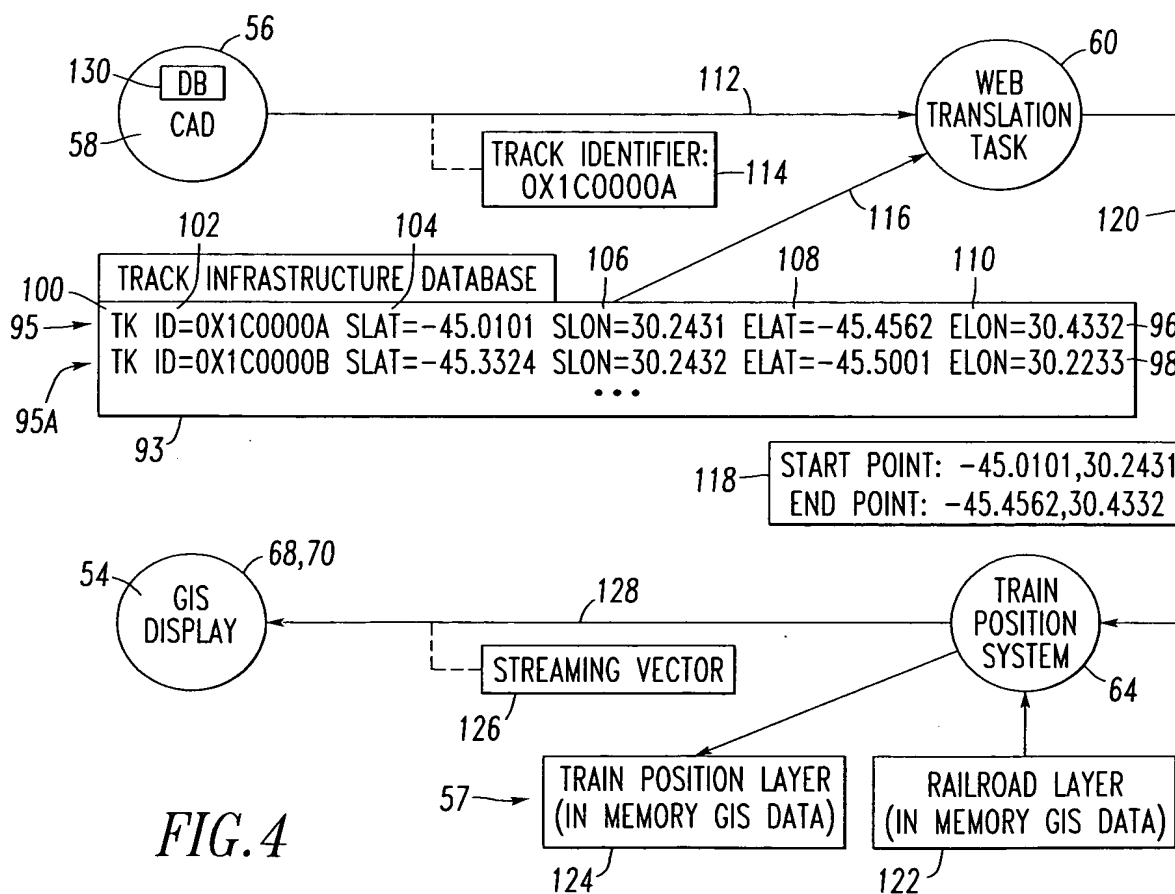 56
60
130
DB
CAD
58
112
WEB
TRANSLATION
TASK
TRACK IDENTIFIER:
0X1C0000A
114
116
120
102
104
TRACK INFRASTRUCTURE DATABASE
106
108
110
100
95
TK ID=0X1C0000A SLAT=-45.0101 SLON=30.2431 ELAT=-45.4562 ELON=30.4332
96
TK ID=0X1C0000B SLAT=-45.3324 SLON=30.2432 ELAT=-45.5001 ELON=30.2233
98
95A
•••
93
118
START POINT: -45.0101,30.2431
END POINT: -45.4562,30.4332
54
68,70
GIS
DISPLAY
128
TRAIN
POSITION
SYSTEM
64
STREAMING VECTOR
126
57
TRAIN POSITION LAYER
(IN MEMORY GIS DATA)
124
RAILROAD LAYER
(IN MEMORY GIS DATA)
122
FIG.4